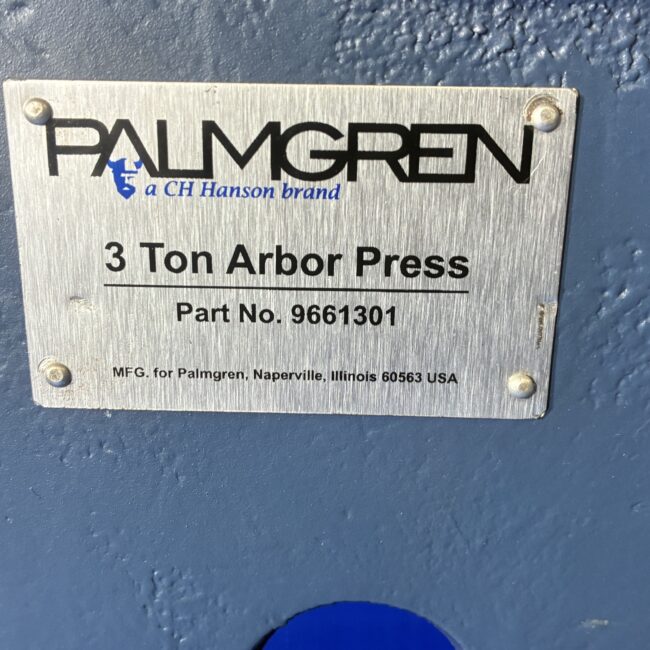 PALMGREN
a CH Hanson brand
3 Ton Arbor Press
Part No. 9661301
MFG. for Palmgren, Naperville, Illinois 60563 USA